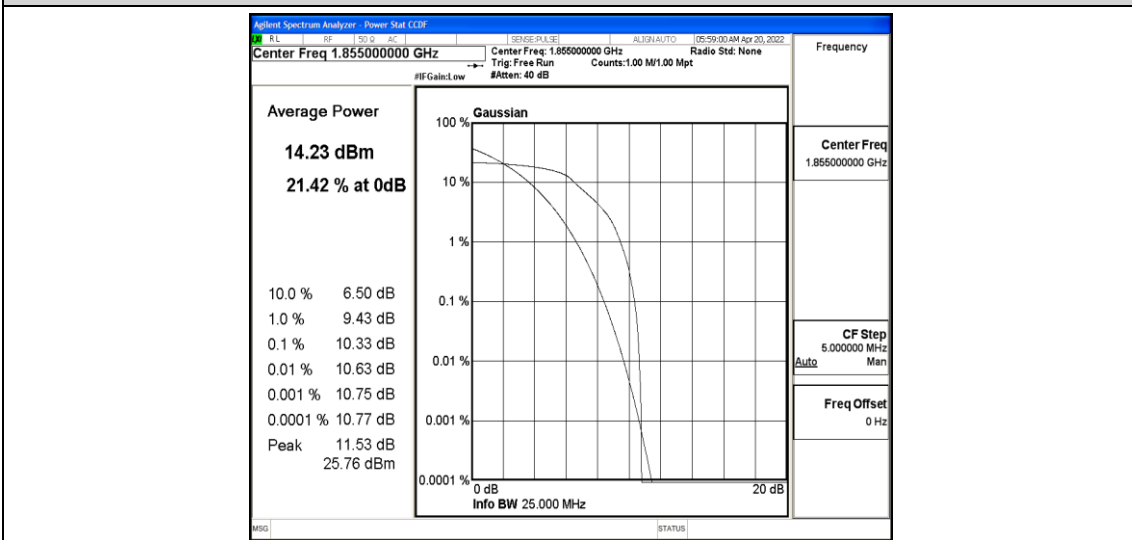 Agilent Spectrum Analyzer - Power Stat CCDF
RL RF 50 Ω AC SENSE:PULSE ALIGN AUTO 05:59:00 AM Apr 20, 2022
Center Freq 1.855000000 GHz
Center Freq: 1.855000000 GHz Radio Std: None
Trig: Free Run Counts:1.00 M/1.00 Mpt
#IFGain:Low #Atten: 40 dB
Frequency
Average Power
14.23 dBm
21.42 % at 0dB
10.0 % 6.50 dB
1.0 % 9.43 dB
0.1 % 10.33 dB
0.01 % 10.63 dB
0.001 % 10.75 dB
0.0001 % 10.77 dB
Peak 11.53 dB
25.76 dBm
Gaussian
100 %
10 %
1 %
0.1 %
0.01 %
0.001 %
0.0001 %
0 dB 20 dB
Info BW 25.000 MHz
Center Freq
1.855000000 GHz
CF Step
5.000000 MHz
Auto Man
Freq Offset
0 Hz
MSG STATUS